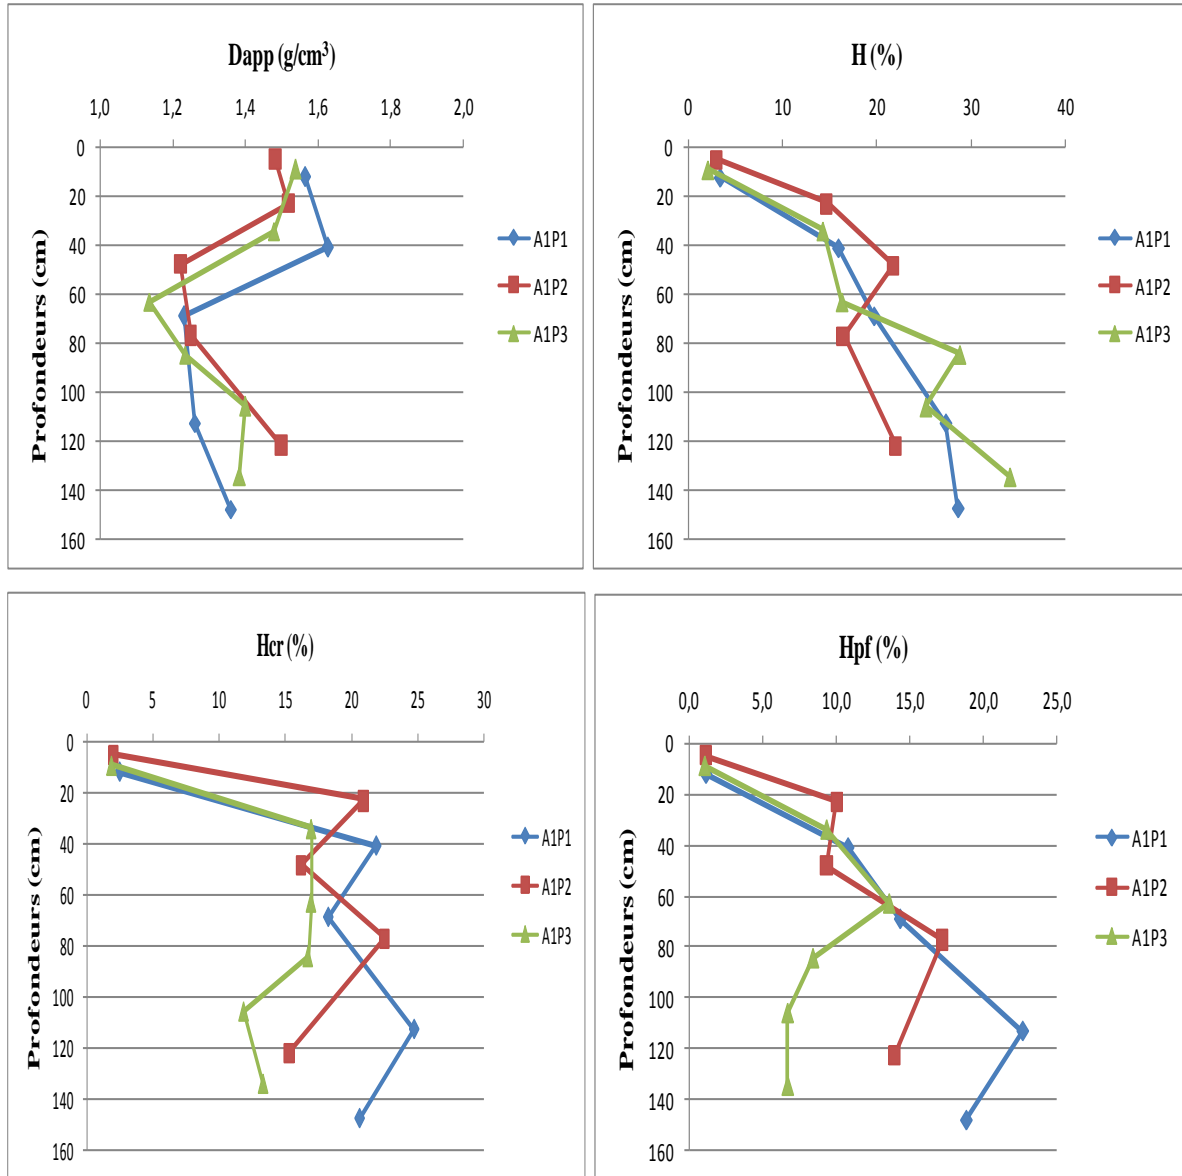 Dapp (g/cm³)
1,0 1,2 1,4 1,6 1,8 2,0
0
20
40
60
80
100
120
140
160
Profondeurs (cm)
A1P1
A1P2
A1P3
H (%)
0 10 20 30 40
0
20
40
60
80
100
120
140
160
Profondeurs (cm)
A1P1
A1P2
A1P3
Hcr (%)
0 5 10 15 20 25 30
0
20
40
60
80
100
120
140
160
Profondeurs (cm)
A1P1
A1P2
A1P3
Hpf (%)
0,0 5,0 10,0 15,0 20,0 25,0
0
20
40
60
80
100
120
140
160
Profondeurs (cm)
A1P1
A1P2
A1P3